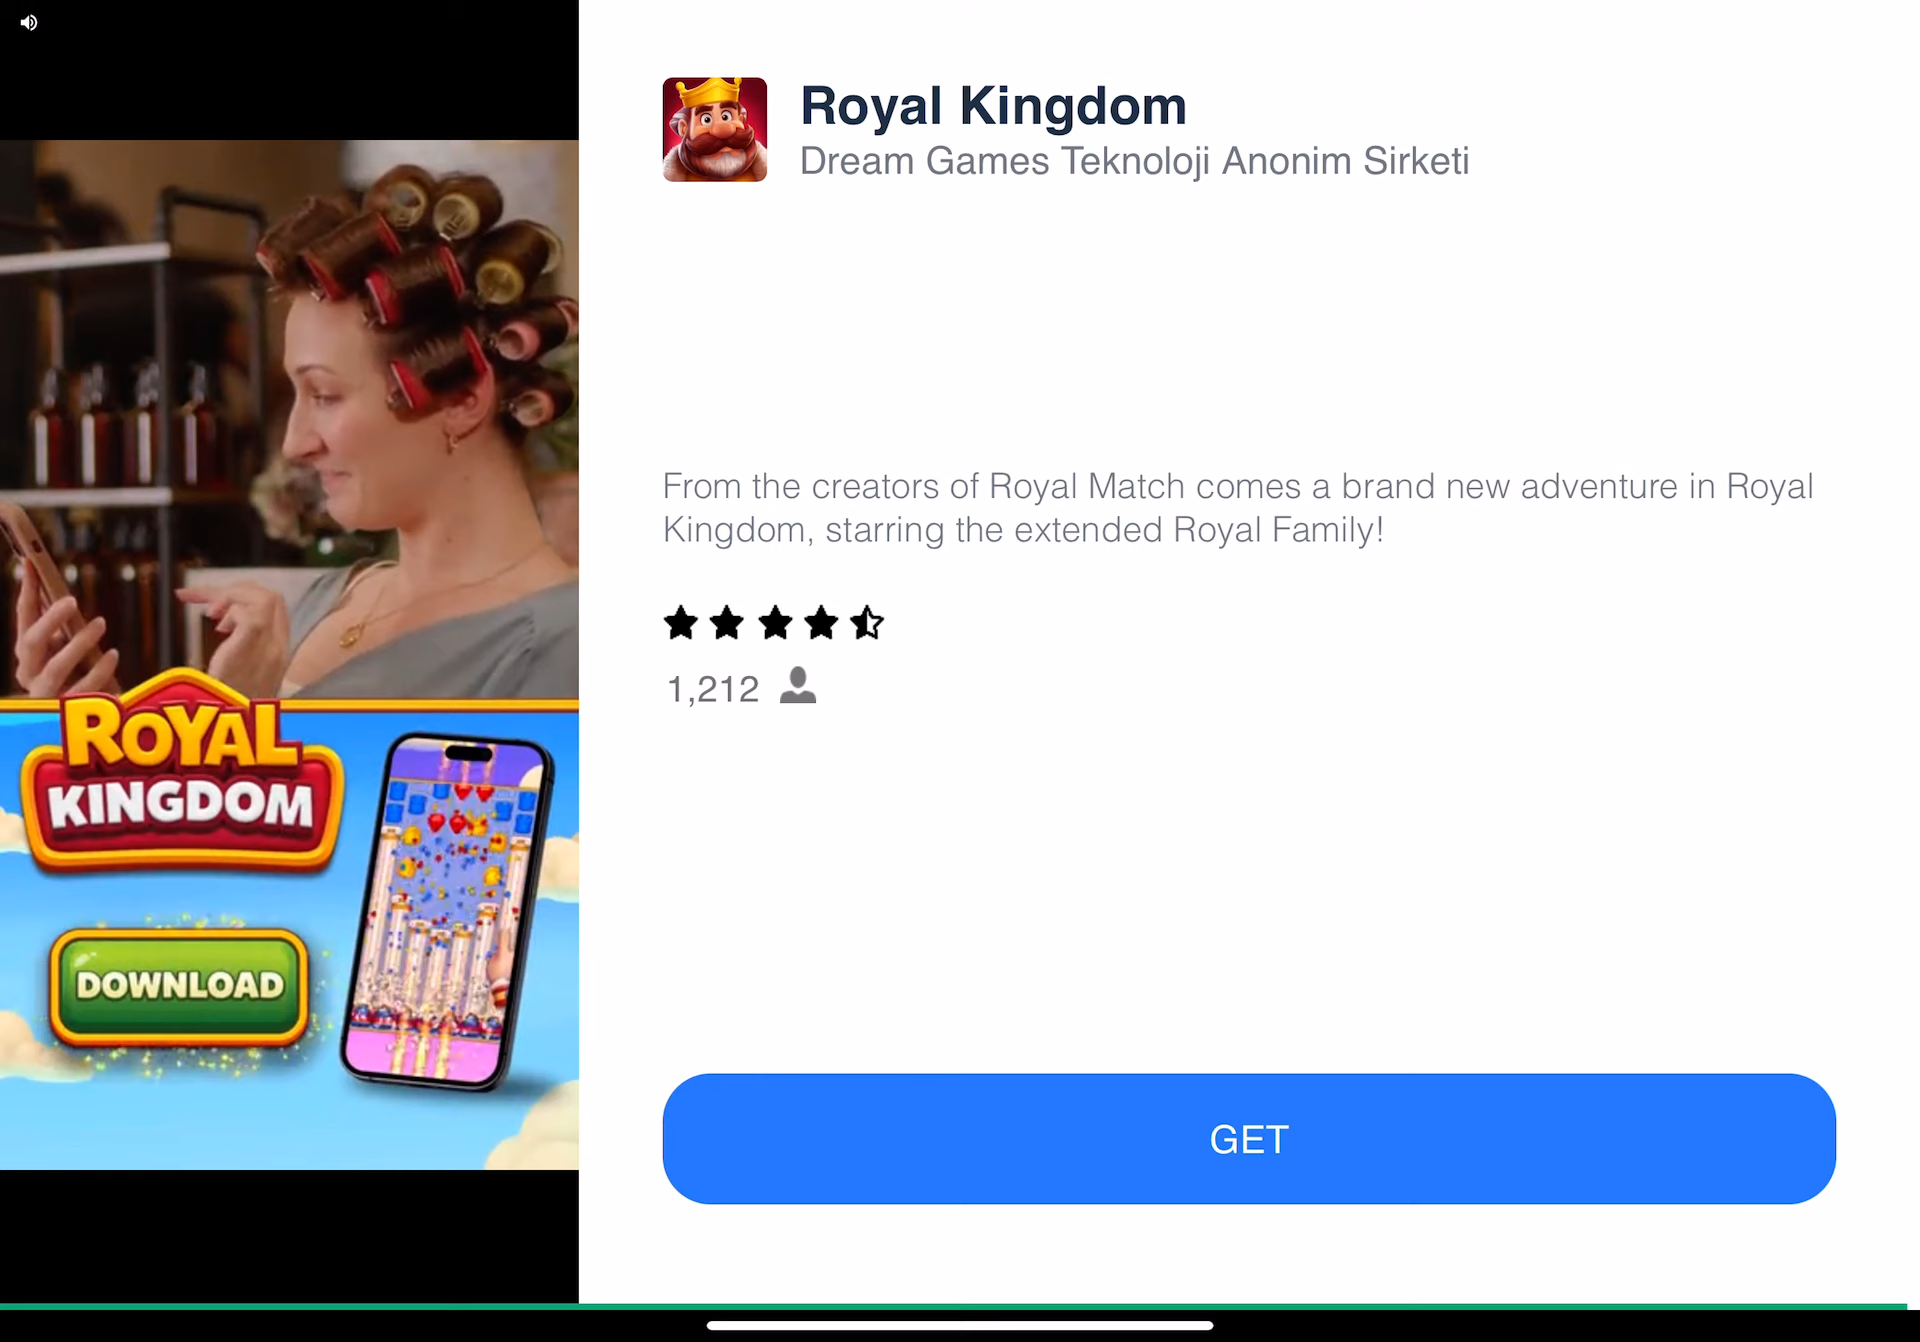 Royal Kingdom
Dream Games Teknoloji Anonim Sirketi
From the creators of Royal Match comes a brand new adventure in Royal
Kingdom, starring the extended Royal Family!
1,212
GET
ROYAL
KINGDOM
DOWNLOAD